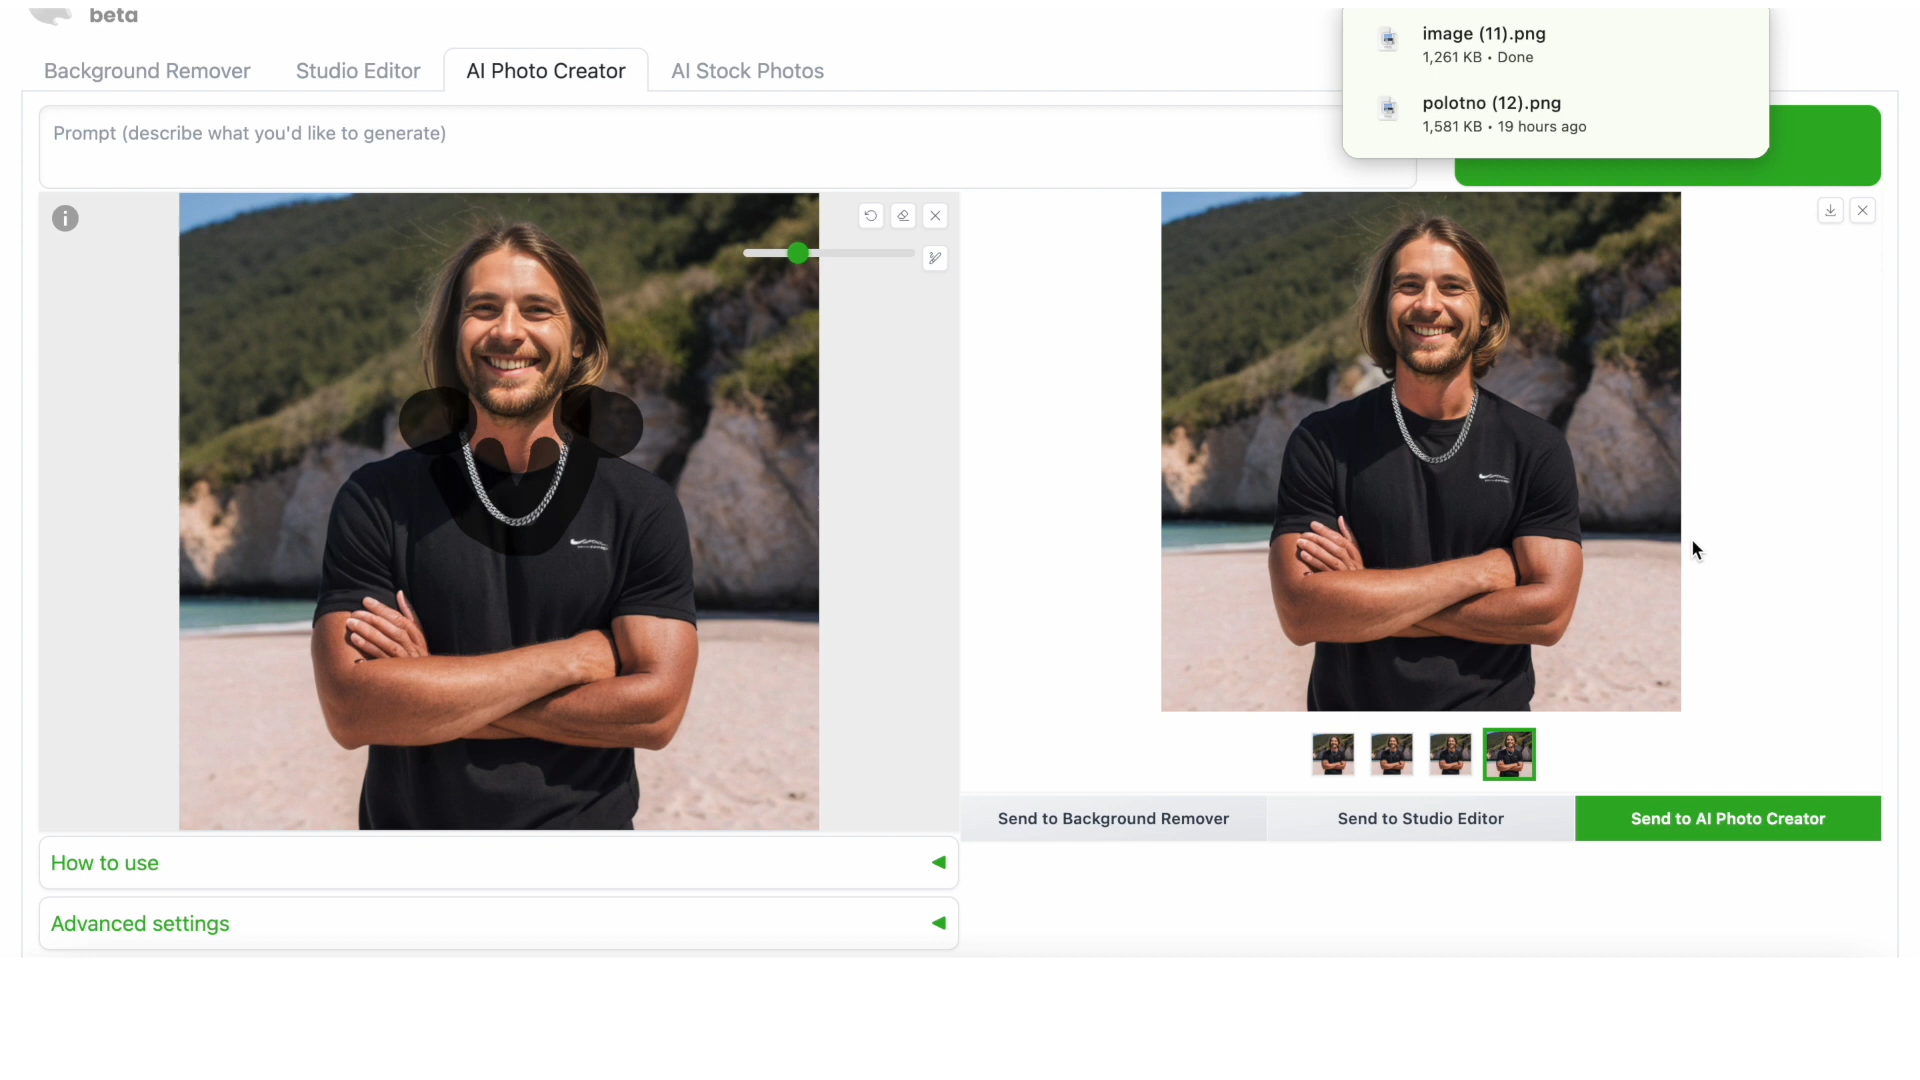 beta
image (11).png
1,261 KB • Done
polotno (12).png
1,581 KB • 19 hours ago
Background Remover
Studio Editor
AI Photo Creator
AI Stock Photos
Prompt (describe what you'd like to generate)
Send to Background Remover
Send to Studio Editor
Send to AI Photo Creator
How to use
Advanced settings